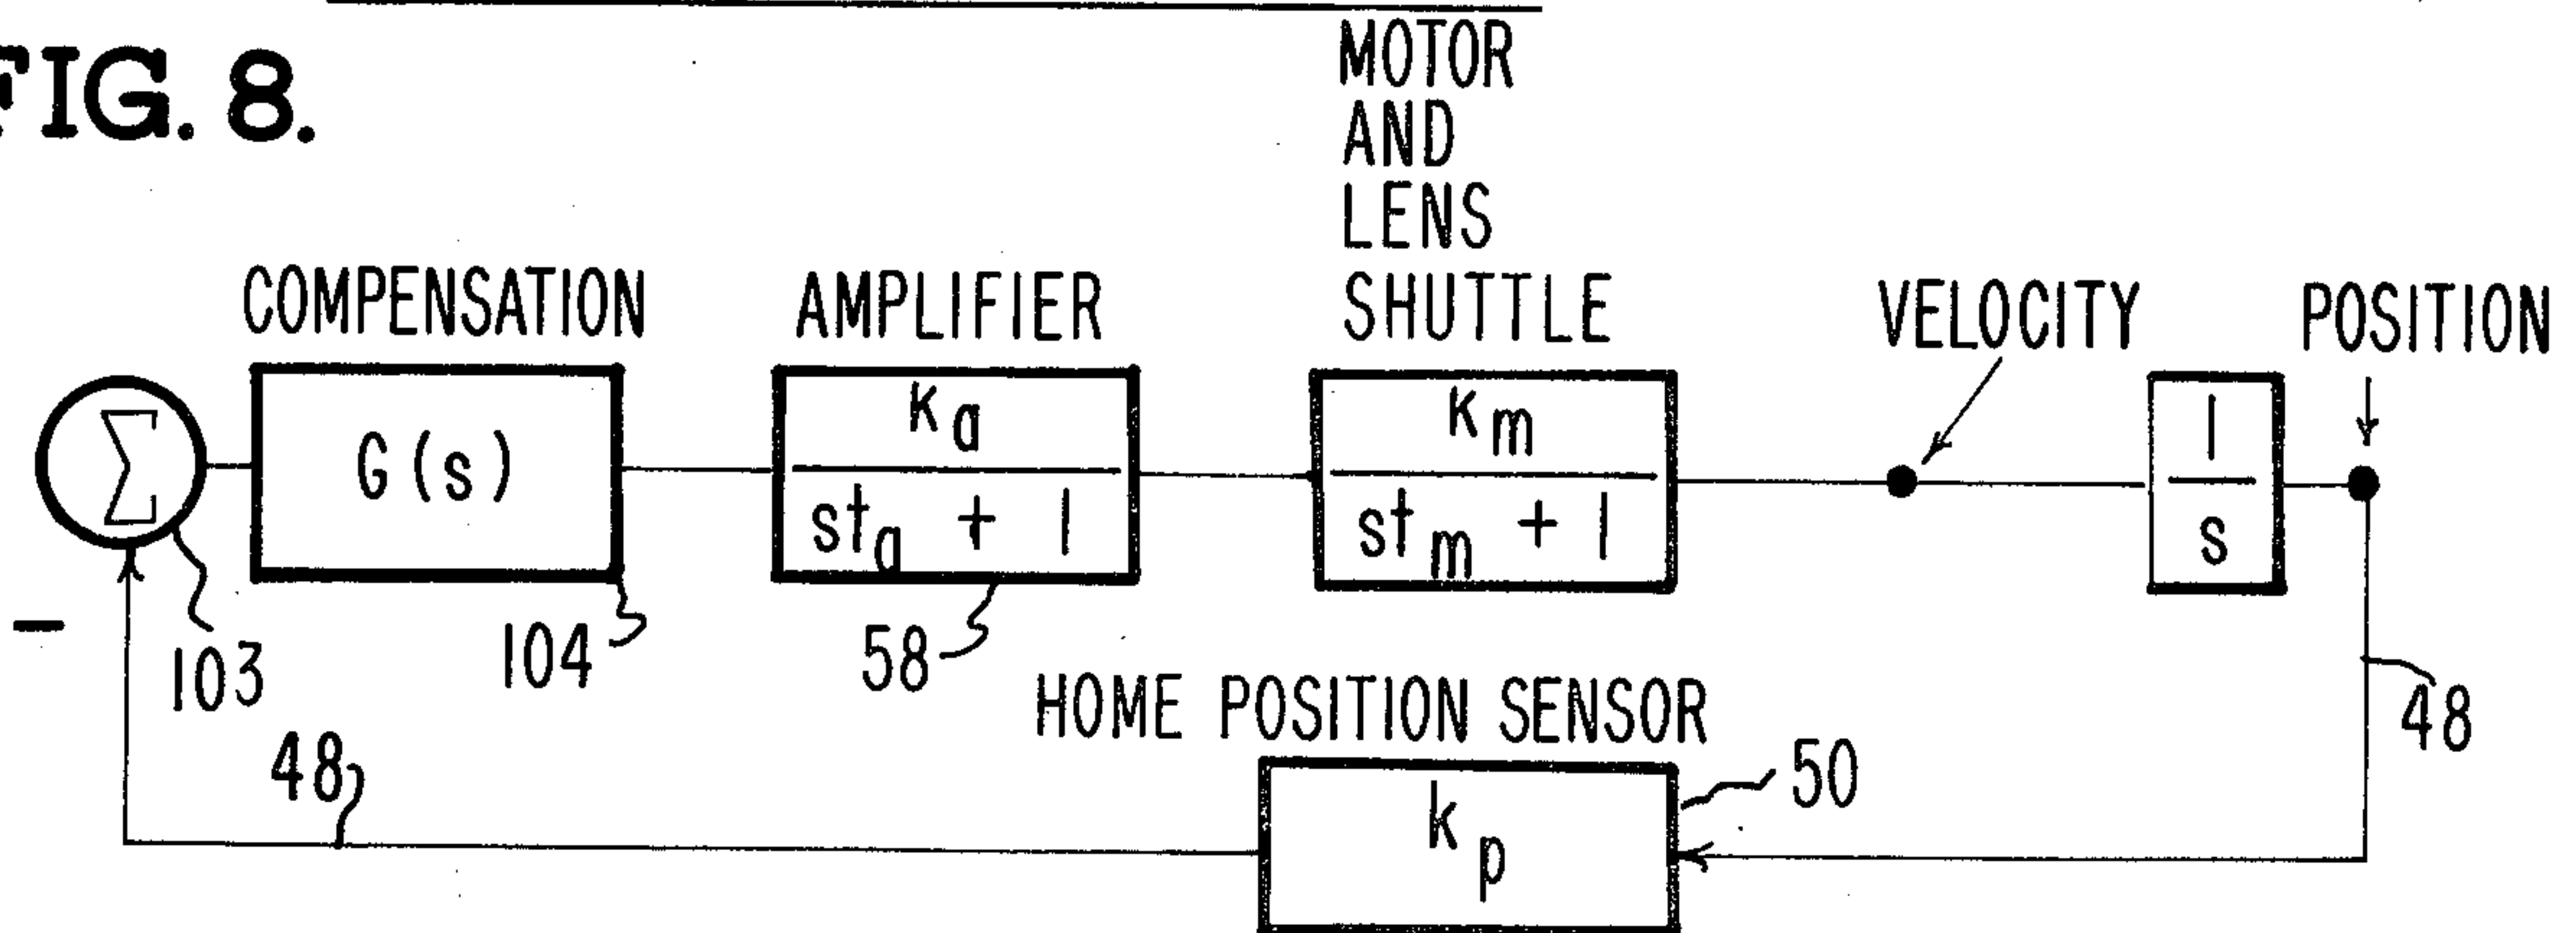 FIG. 8.
MOTOR
AND
LENS
SHUTTLE
COMPENSATION
AMPLIFIER
VELOCITY
POSITION
Σ
G(s)
Ka
sta + 1
Km
stm + 1
1
s
-
103
104
58
48
HOME POSITION SENSOR
48
50
kp